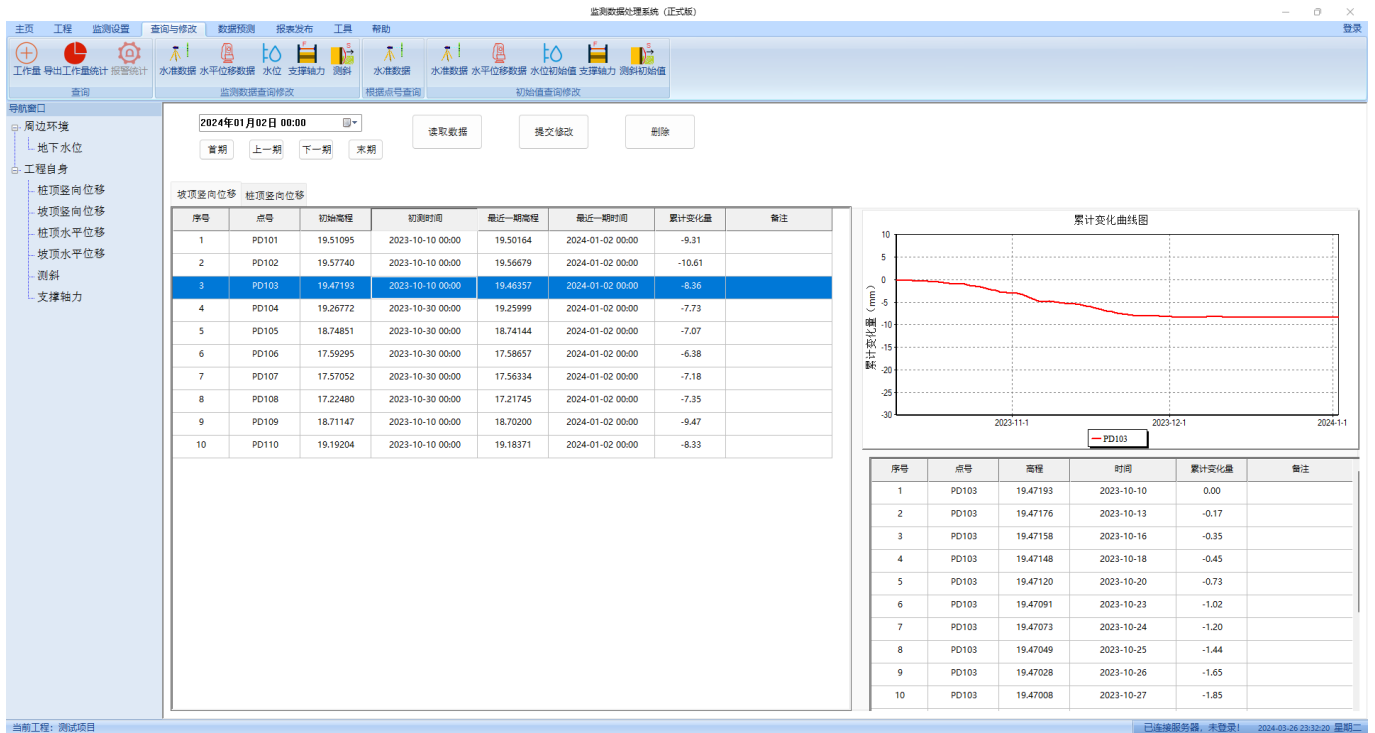 监测数据处理系统（正式版）
主页 工程 监测设置 查询与修改 数据预测 报表发布 工具 帮助 登录
工作量 导出工作量统计 报警统计 水准数据 水平位移数据 水位 支撑轴力 测斜 水准数据 水准数据 水平位移数据 水位初始值 支撑轴力 测斜初始值
查询 监测数据查询修改 根据点号查询 初始值查询修改
导航窗口
周边环境
地下水位
工程自身
桩顶竖向位移
坡顶竖向位移
桩顶水平位移
坡顶水平位移
测斜
支撑轴力
2024年01月02日 00:00
读取数据 提交修改 删除
首期 上一期 下一期 末期
坡顶竖向位移 桩顶竖向位移
序号 点号 初始高程 初测时间 最近一期高程 最近一期时间 累计变化量 备注
1 PD101 19.51095 2023-10-10 00:00 19.50164 2024-01-02 00:00 -9.31
2 PD102 19.57740 2023-10-10 00:00 19.56679 2024-01-02 00:00 -10.61
3 PD103 19.47193 2023-10-10 00:00 19.46357 2024-01-02 00:00 -8.36
4 PD104 19.26772 2023-10-30 00:00 19.25999 2024-01-02 00:00 -7.73
5 PD105 18.74851 2023-10-30 00:00 18.74144 2024-01-02 00:00 -7.07
6 PD106 17.59295 2023-10-30 00:00 17.58657 2024-01-02 00:00 -6.38
7 PD107 17.57052 2023-10-30 00:00 17.56334 2024-01-02 00:00 -7.18
8 PD108 17.22480 2023-10-30 00:00 17.21745 2024-01-02 00:00 -7.35
9 PD109 18.71147 2023-10-10 00:00 18.70200 2024-01-02 00:00 -9.47
10 PD110 19.19204 2023-10-10 00:00 19.18371 2024-01-02 00:00 -8.33
累计变化曲线图
累计变化量（mm）
10
5
0
-5
-10
-15
-20
-25
-30
2023-11-1 2023-12-1 2024-1-1
PD103
序号 点号 高程 时间 累计变化量 备注
1 PD103 19.47193 2023-10-10 0.00
2 PD103 19.47176 2023-10-13 -0.17
3 PD103 19.47158 2023-10-16 -0.35
4 PD103 19.47148 2023-10-18 -0.45
5 PD103 19.47120 2023-10-20 -0.73
6 PD103 19.47091 2023-10-23 -1.02
7 PD103 19.47073 2023-10-24 -1.20
8 PD103 19.47049 2023-10-25 -1.44
9 PD103 19.47028 2023-10-26 -1.65
10 PD103 19.47008 2023-10-27 -1.85
当前工程：测试项目 已连接服务器，未登录！ 2024-03-26 23:32:20 星期二